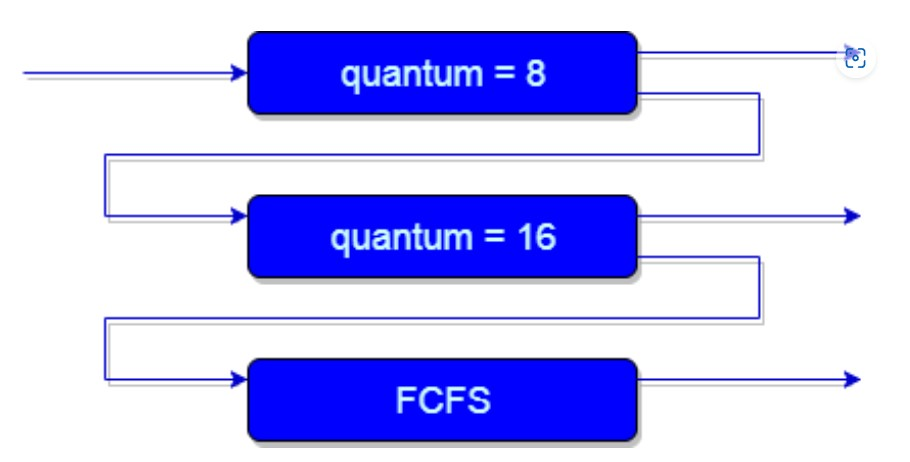 quantum = 8
quantum = 16
FCFS